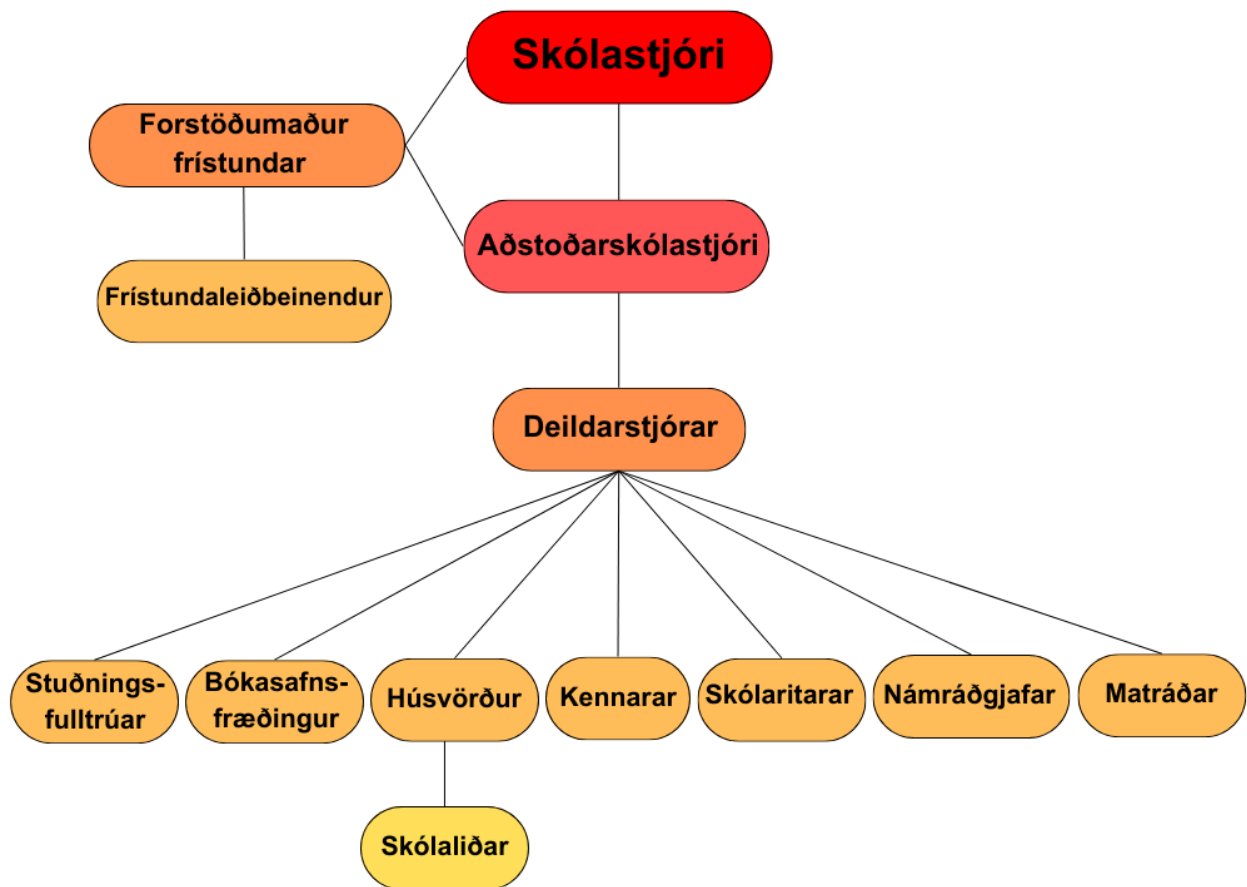 Skólastjóri
Forstöðumaður
frístundar
Aðstoðarskólastjóri
Frístundaleiðbeinendur
Deildarstjórar
Stuðnings-
fulltrúar
Bókasafns-
fræðingur
Húsvörður
Kennarar
Skólaritarar
Námráðgjafar
Matráðar
Skólaliðar